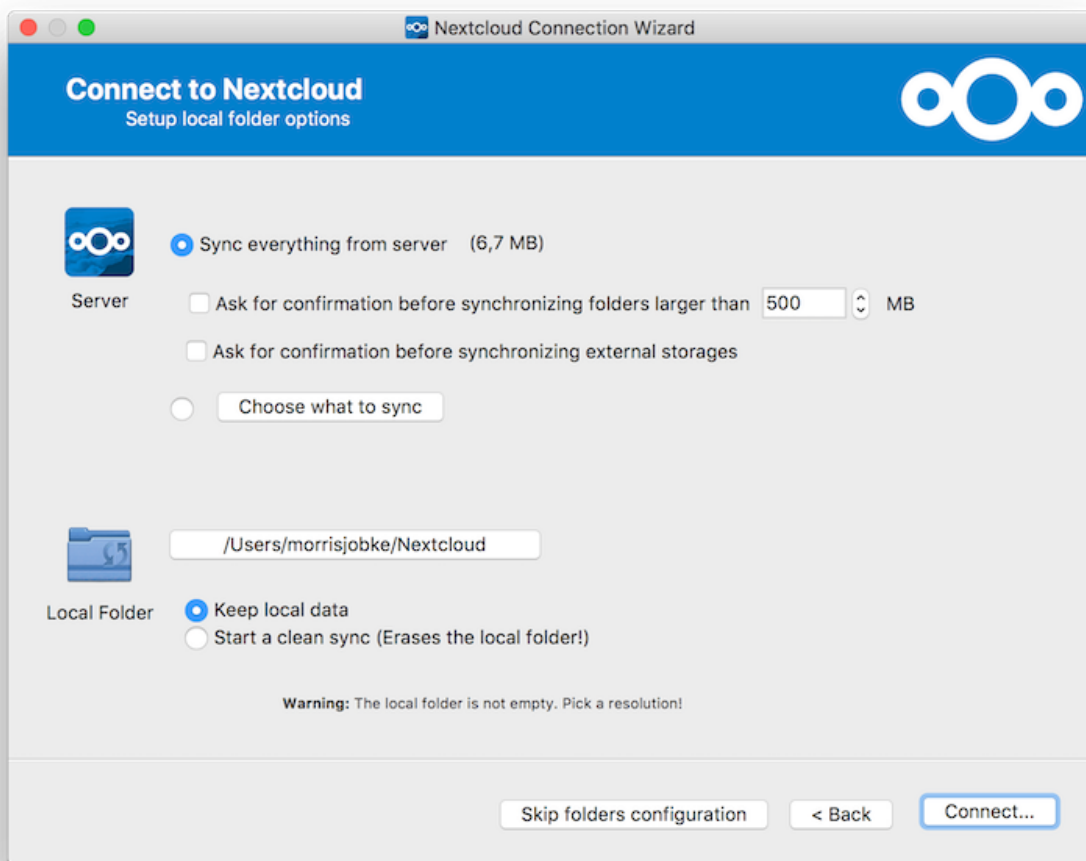 Nextcloud Connection Wizard
Connect to Nextcloud
Setup local folder options
Sync everything from server (6,7 MB)
Server
Ask for confirmation before synchronizing folders larger than 500 MB
Ask for confirmation before synchronizing external storages
Choose what to sync
/Users/morrisjobke/Nextcloud
Local Folder
Keep local data
Start a clean sync (Erases the local folder!)
Warning: The local folder is not empty. Pick a resolution!
Skip folders configuration < Back Connect...